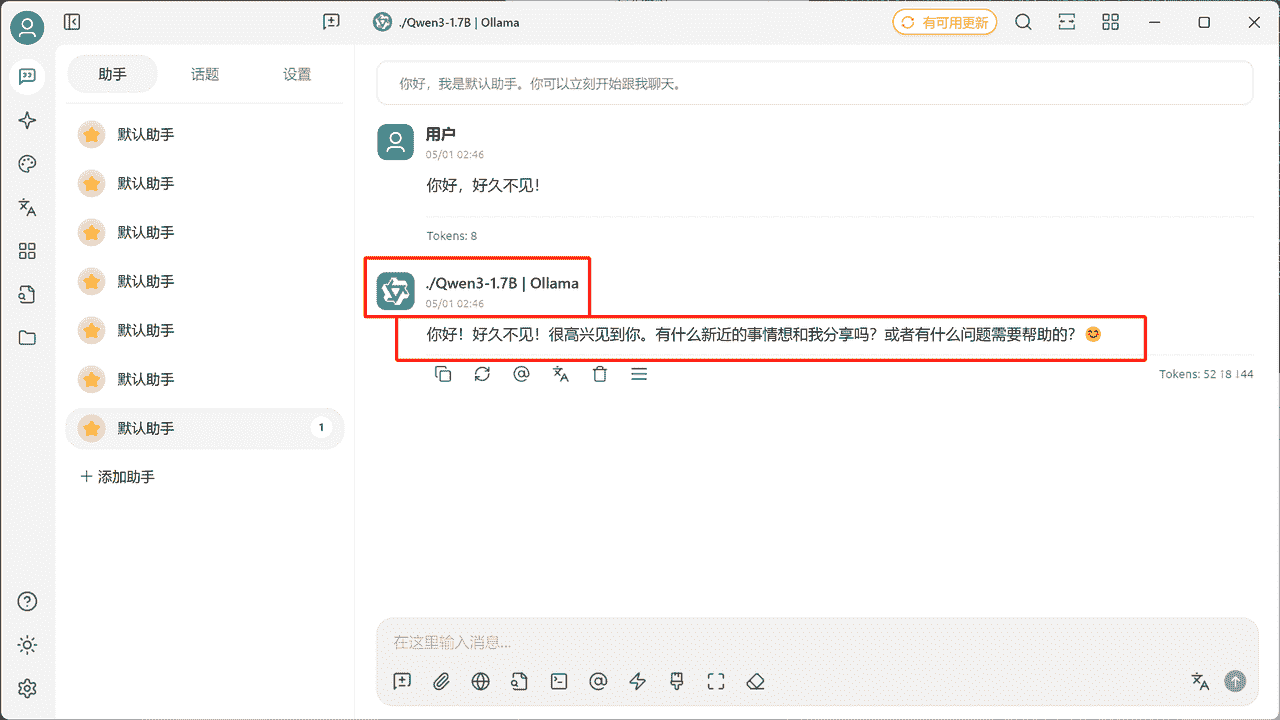 ./Qwen3-1.7B | Ollama
有可用更新
助手
话题
设置
默认助手
默认助手
默认助手
默认助手
默认助手
默认助手
默认助手
1
添加助手
你好，我是默认助手。你可以立刻开始跟我聊天。
用户
05/01 02:46
你好，好久不见！
Tokens: 8
./Qwen3-1.7B | Ollama
05/01 02:46
你好！好久不见！很高兴见到你。有什么新近的事情想和我分享吗？或者有什么问题需要帮助的？ 😊
Tokens: 52 ↑8 ↓44
在这里输入消息...